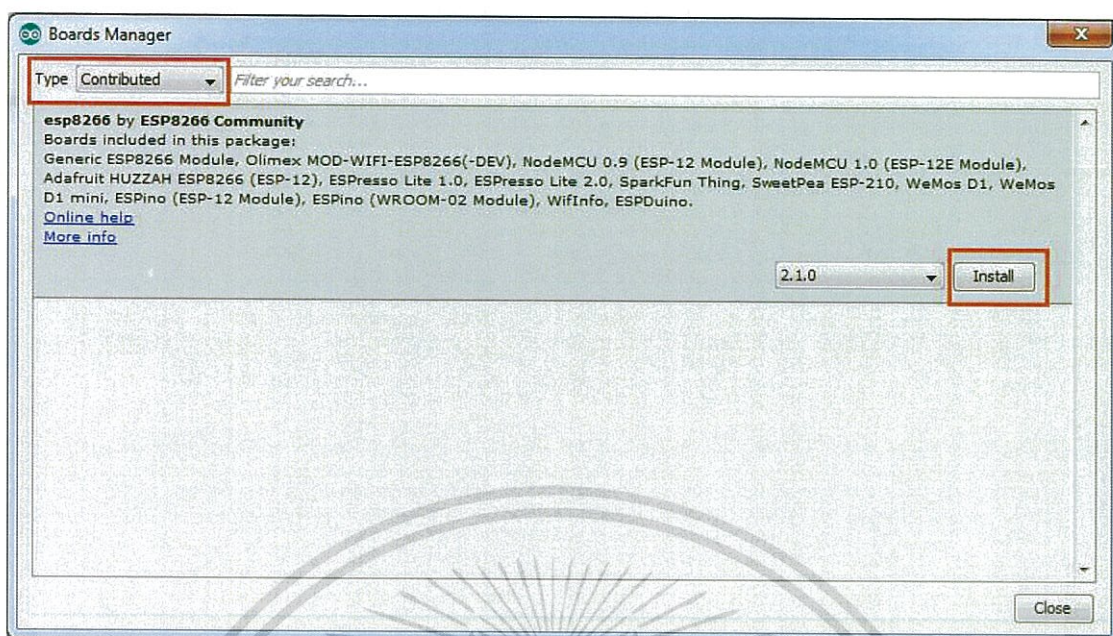 Boards Manager
Type Contributed Filter your search...
esp8266 by ESP8266 Community
Boards included in this package:
Generic ESP8266 Module, Olimex MOD-WIFI-ESP8266(-DEV), NodeMCU 0.9 (ESP-12 Module), NodeMCU 1.0 (ESP-12E Module),
Adafruit HUZZAH ESP8266 (ESP-12), ESPresso Lite 1.0, ESPresso Lite 2.0, SparkFun Thing, SweetPea ESP-210, WeMos D1, WeMos
D1 mini, ESPino (ESP-12 Module), ESPino (WROOM-02 Module), WifInfo, ESPDuino.
Online help
More info
2.1.0 Install
Close